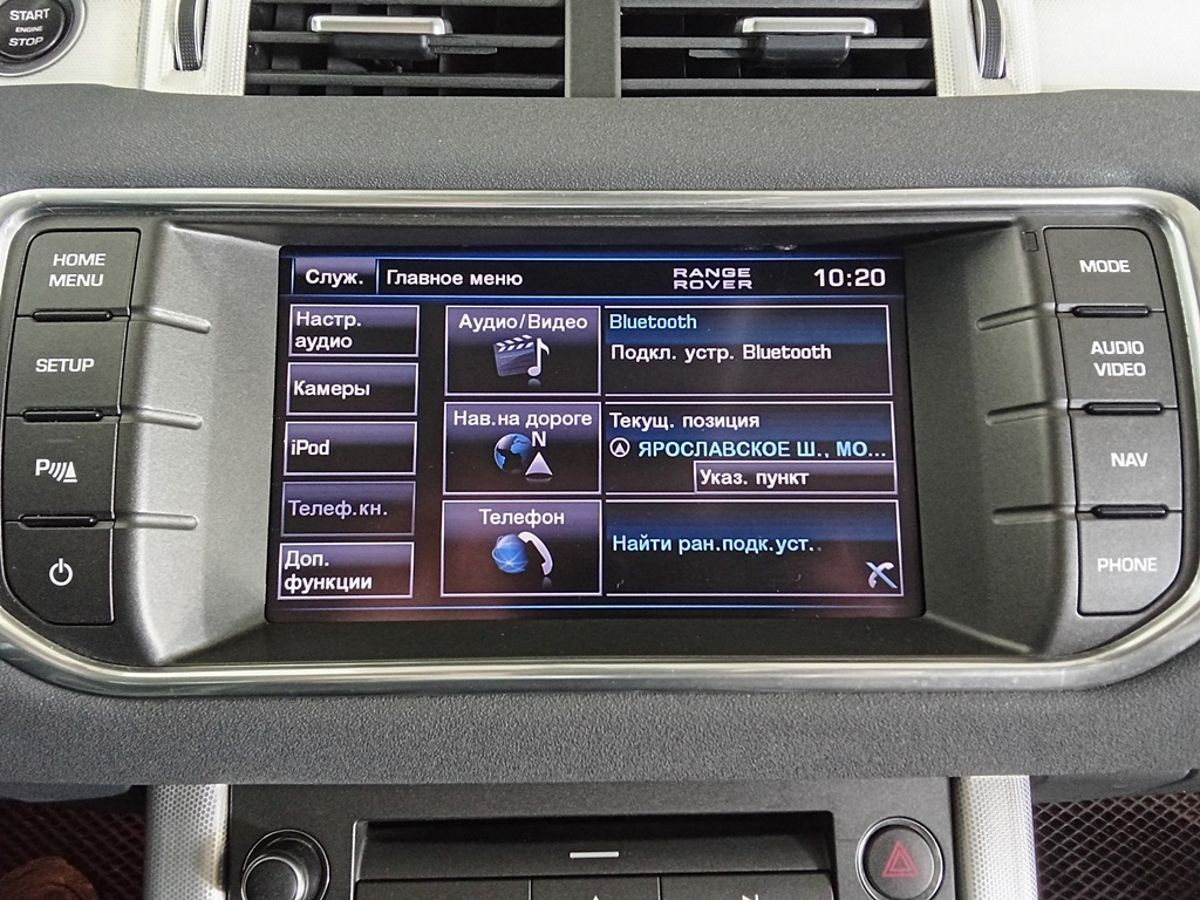 START
ENGINE
STOP
HOME
MENU
SETUP
P
MODE
AUDIO
VIDEO
NAV
PHONE
Служ.
Главное меню
RANGE
ROVER
10:20
Настр.
аудио
Камеры
iPod
Телеф.кн.
Доп.
функции
Аудио/Видео
Нав.на дороге
N
Телефон
Bluetooth
Подкл. устр. Bluetooth
Текущ. позиция
ЯРОСЛАВСКОЕ Ш., МО...
Указ. пункт
Найти ран.подк.уст..